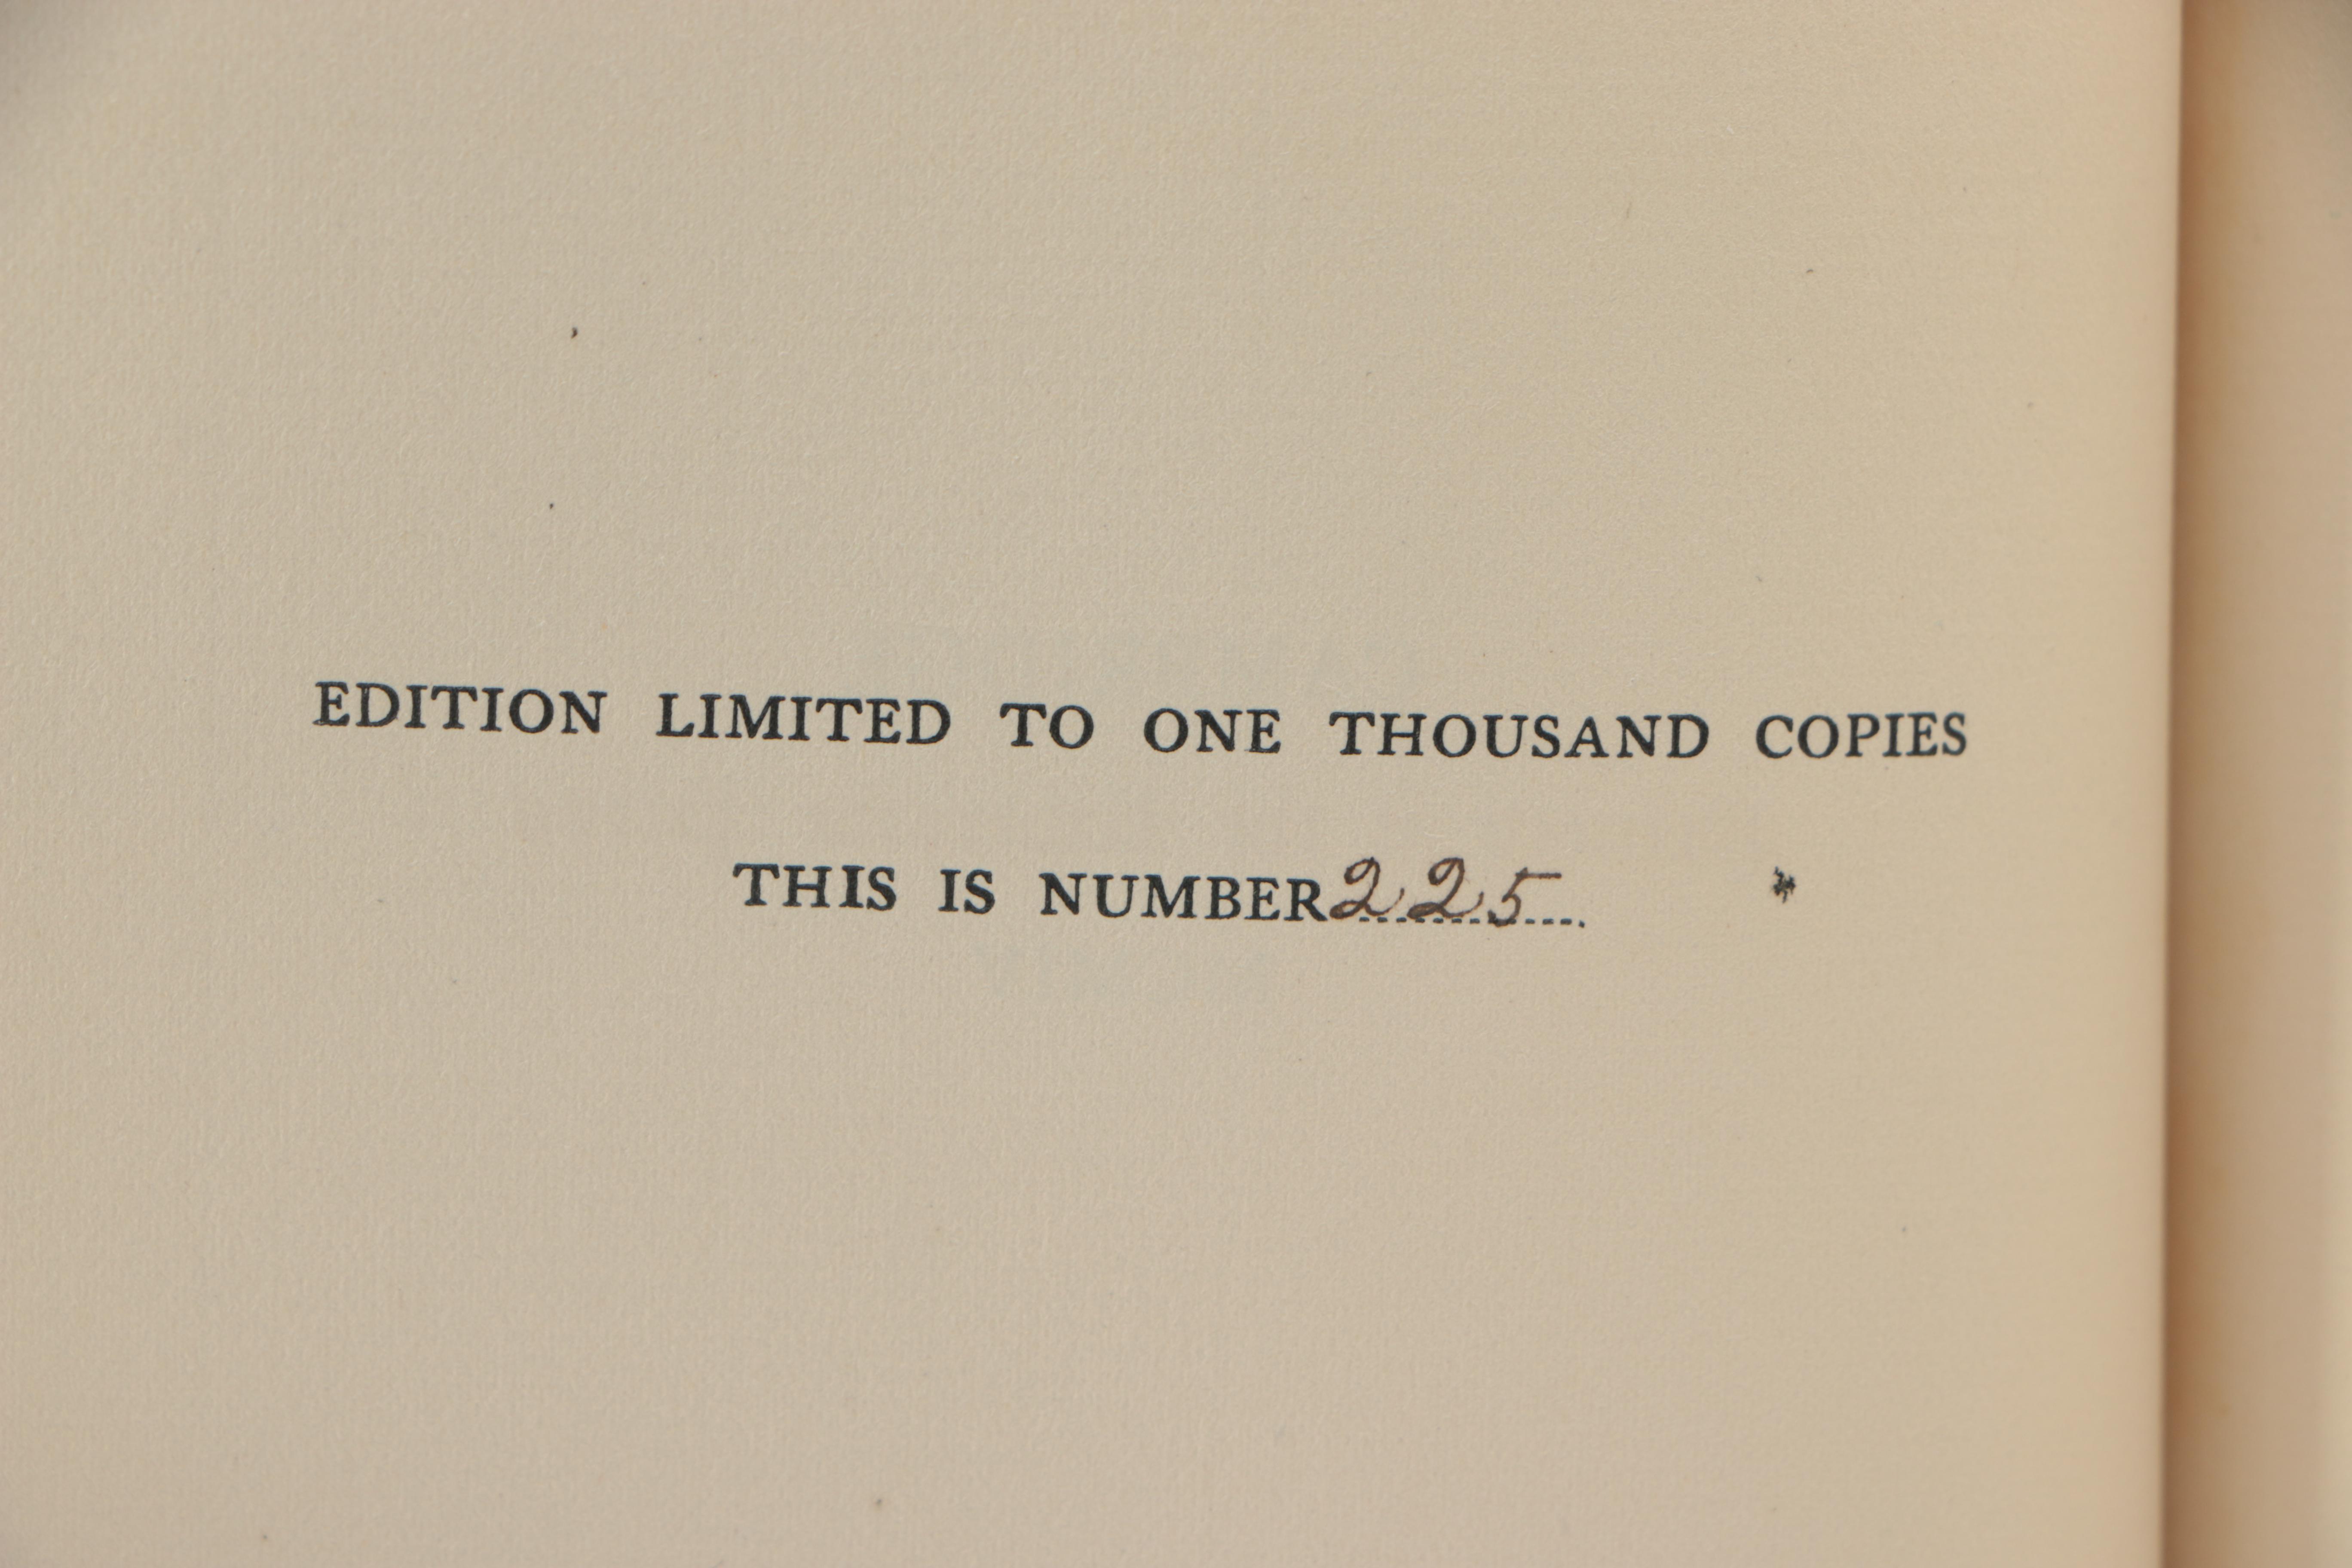 EDITION LIMITED TO ONE THOUSAND COPIES
THIS IS NUMBER 225